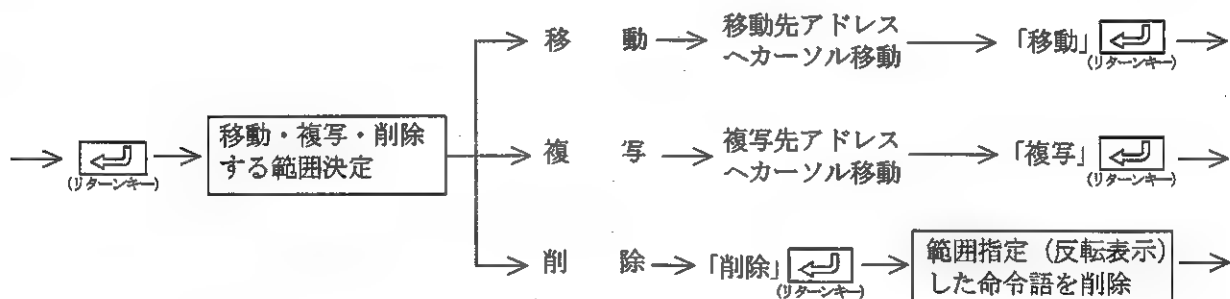 移 動
移動先アドレス
へカーソル移動
「移動」
(リターンキー)
(リターンキー)
移動・複写・削除
する範囲決定
複 写
複写先アドレス
へカーソル移動
「複写」
(リターンキー)
削 除
「削除」
(リターンキー)
範囲指定（反転表示）
した命令語を削除